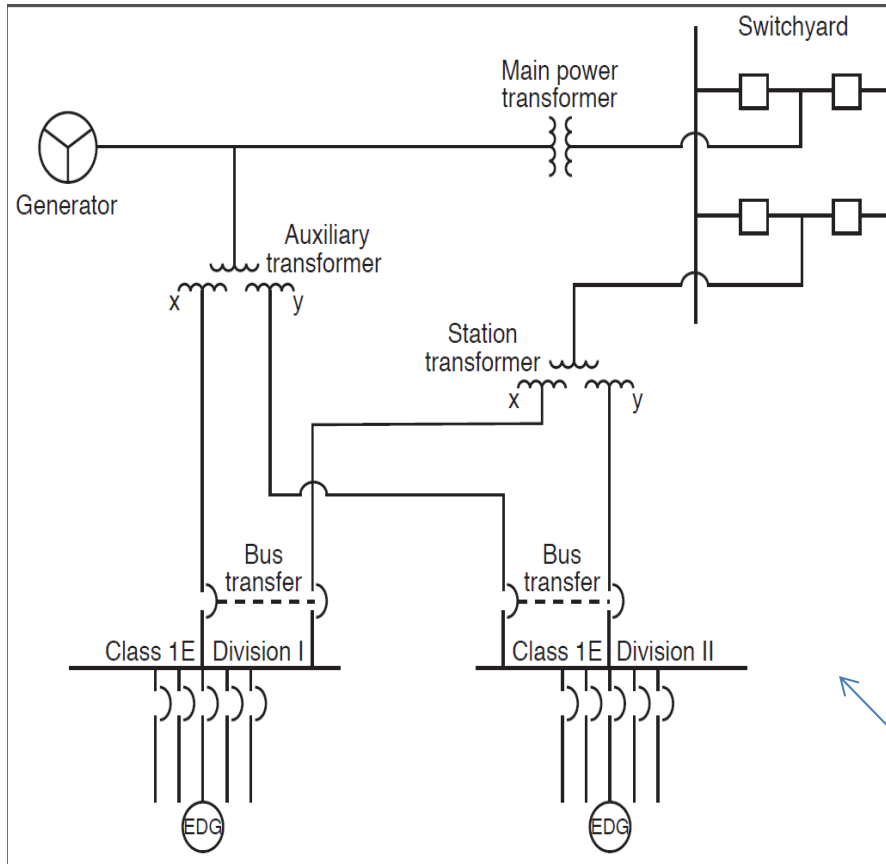 Switchyard
Main power
transformer
Generator
Auxiliary
transformer
x
y
Station
transformer
x
y
Bus
transfer
Bus
transfer
Class 1E Division I
Class 1E Division II
EDG
EDG